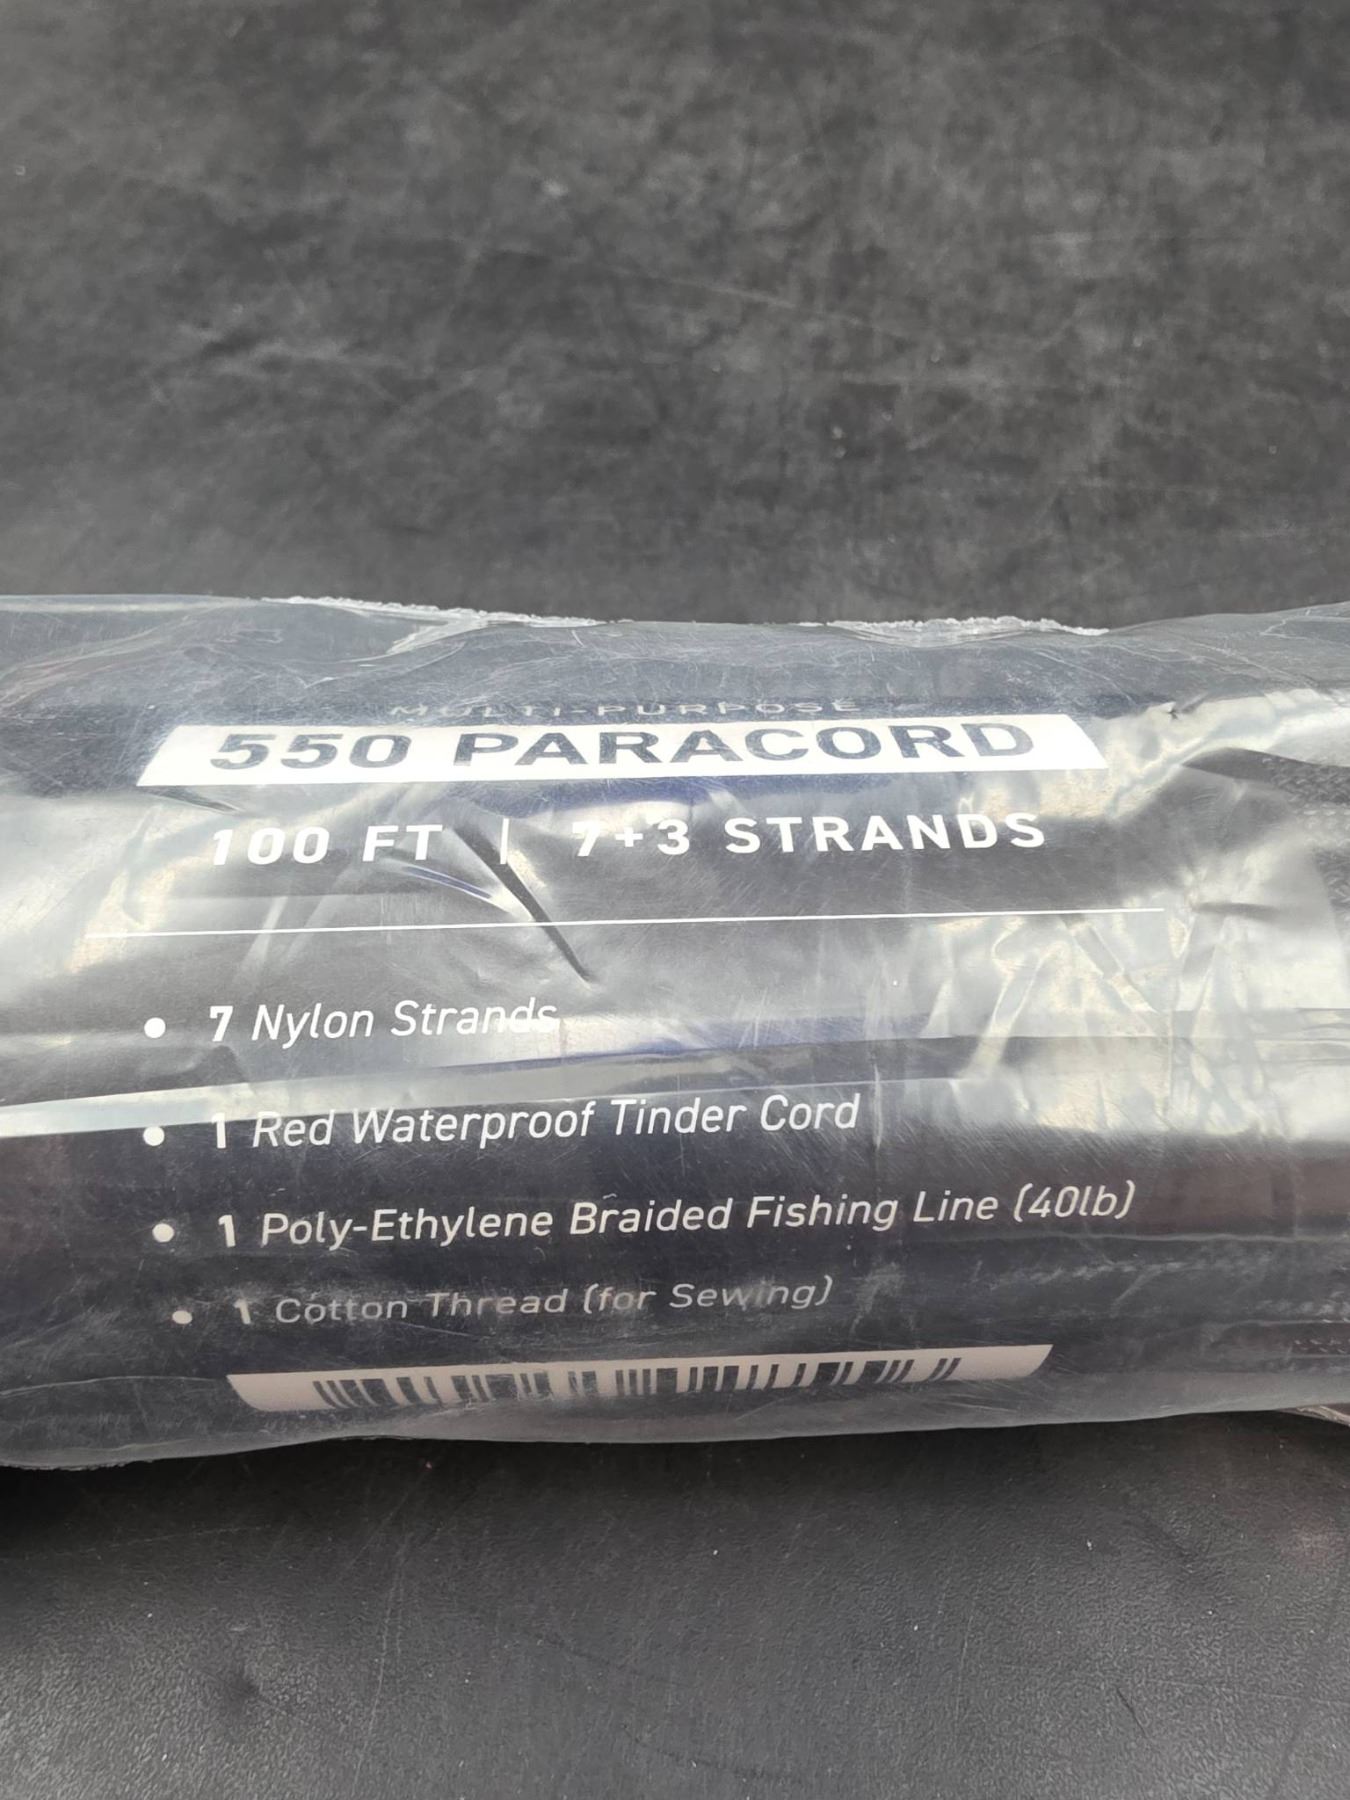 MULTI-PURPOSE
550 PARACORD
100 FT | 7+3 STRANDS
• 7 Nylon Strands
• 1 Red Waterproof Tinder Cord
• 1 Poly-Ethylene Braided Fishing Line (40lb)
• 1 Cotton Thread (for Sewing)